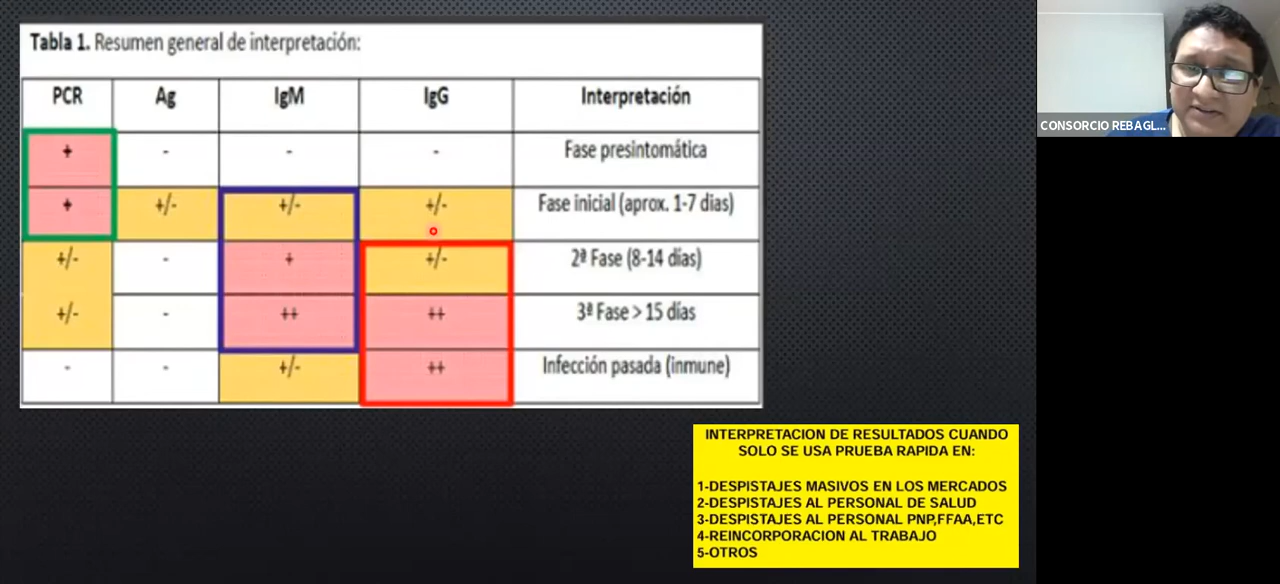 Tabla 1. Resumen general de interpretación:
PCR Ag IgM IgG Interpretación
+ - - - Fase presintomática
+ +/- +/- +/- Fase inicial (aprox. 1-7 dias)
+/- - + +/- 2ª Fase (8-14 días)
+/- - ++ ++ 3ª Fase > 15 días
- - +/- ++ Infección pasada (inmune)
INTERPRETACION DE RESULTADOS CUANDO
SOLO SE USA PRUEBA RAPIDA EN:
1-DESPISTAJES MASIVOS EN LOS MERCADOS
2-DESPISTAJES AL PERSONAL DE SALUD
3-DESPISTAJES AL PERSONAL PNP,FFAA,ETC
4-REINCORPORACION AL TRABAJO
5-OTROS
CONSORCIO REBAGL...